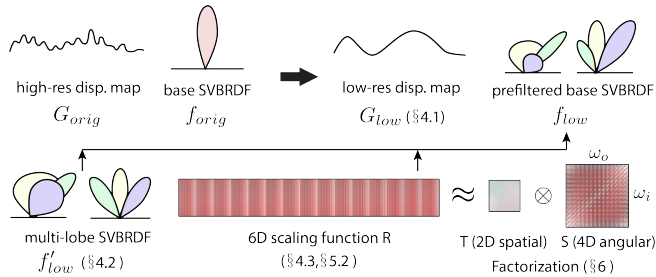 high-res disp. map
G_orig
base SVBRDF
f_orig
low-res disp. map
G_low (§4.1)
prefiltered base SVBRDF
f_low
multi-lobe SVBRDF
f'_low (§4.2)
6D scaling function R
(§4.3,§5.2)
≈
⊗
ω_o
ω_i
T (2D spatial) S (4D angular)
Factorization (§6)